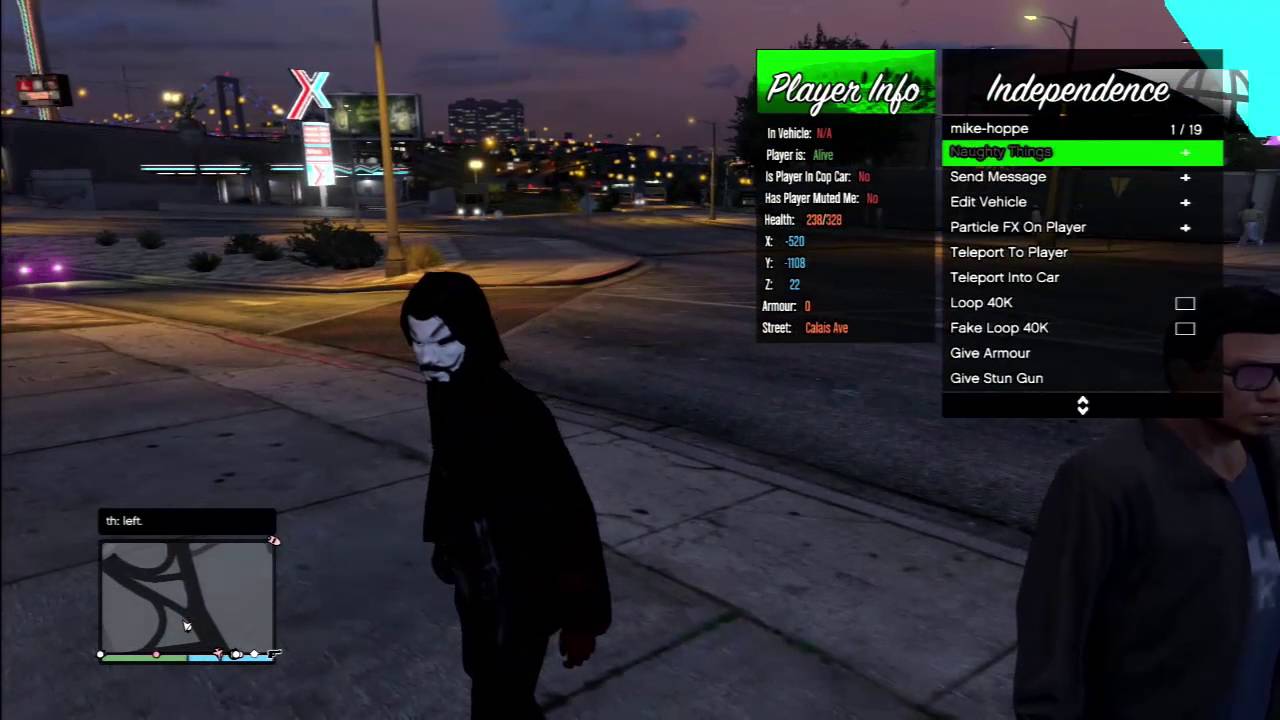 Player Info
In Vehicle: N/A
Player is: Alive
Is Player In Cop Car: No
Has Player Muted Me: No
Health: 238/328
X: -520
Y: -1108
Z: 22
Armour: 0
Street: Calais Ave
Independence
mike-hoppe 1 / 19
Naughty Things +
Send Message +
Edit Vehicle +
Particle FX On Player +
Teleport To Player
Teleport Into Car
Loop 40K
Fake Loop 40K
Give Armour
Give Stun Gun
X
th: left.